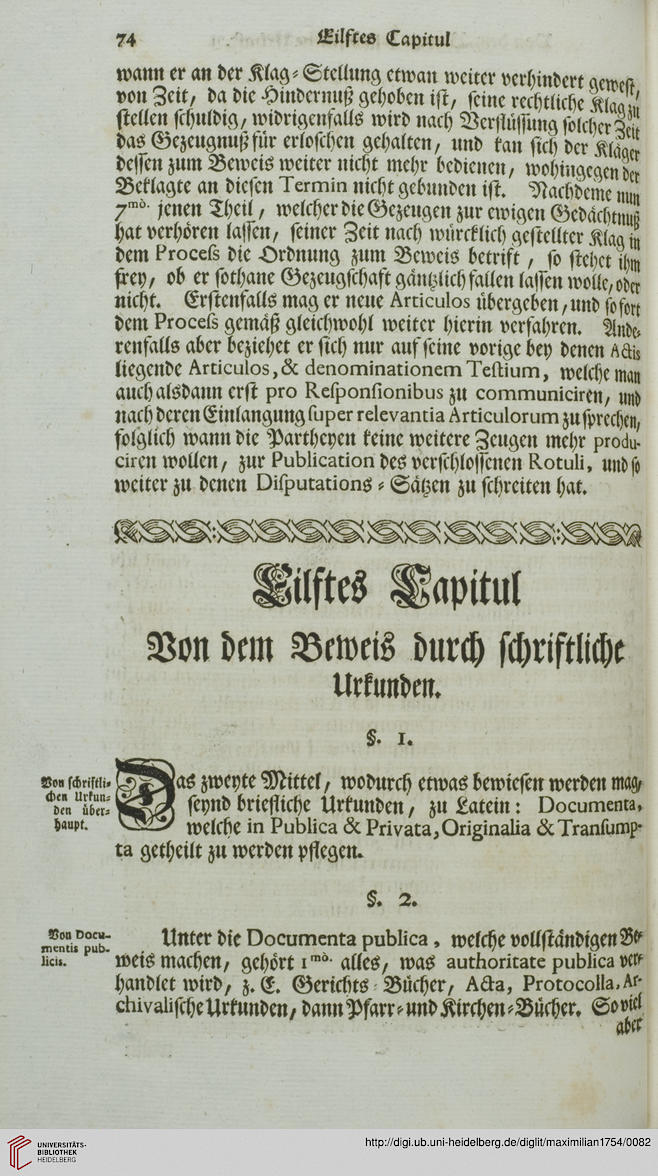 74 Eilftes Capitul
wann er an der Klag-Stellung etwan weiter verhindert gewest,
von Zeit, da die Hindernuß gehoben ist, seine rechtliche Klag zu
stellen schuldig, widrigenfalls wird nach Verflüssung solcher Zeit
das Gezeugnuß für erloschen gehalten, und kan sich der Kläger
dessen zum Beweis weiter nicht mehr bedienen, wohingegen der
Beklagte an diesen Termin nicht gebunden ist. Nachdeme nun
7mò. jenen Theil, welcher die Gezeugen zur ewigen Gedächtnuß
hat verhören lassen, seiner Zeit nach würcklich gestellter Klag in
dem Process die Ordnung zum Beweis betrift, so stehet ihm
frey, ob er sothane Gezeugschaft gäntzlich fallen lassen wolle, oder
nicht. Erstenfalls mag er neue Articulos übergeben, und sofort
dem Process gemäß gleichwohl weiter hierin verfahren. Ande-
renfalls aber beziehet er sich nur auf seine vorige bey denen Actis
liegende Articulos, & denominationem Testium, welche man
auch alsdann erst pro Responsionibus zu communiciren, und
nach deren Einlangung super relevantia Articulorum zu sprechen,
folglich wann die Partheyen keine weitere Zeugen mehr produ-
ciren wollen, zur Publication des verschlossenen Rotuli, und so
weiter zu denen Disputations-Sätzen zu schreiten hat.
Eilftes Capitul
Von dem Beweis durch schriftliche
Urkunden.
§. 1.
Von schriftli-
chen Urkun-
den über-
haupt.
Das zweyte Mittel, wodurch etwas bewiesen werden mag,
seynd briefliche Urkunden, zu Latein: Documenta,
welche in Publica & Privata, Originalia & Transump-
ta getheilt zu werden pflegen.
§. 2.
Von Docu-
mentis pub-
licis.
Unter die Documenta publica, welche vollständigen Be-
weis machen, gehört 1mò. alles, was authoritate publica ver-
handlet wird, z. E. Gerichts-Bücher, Acta, Protocolla, Ar-
chivalische Urkunden, dann Pfarr- und Kirchen-Bücher. So viel
aber
UNIVERSITÄTS-
BIBLIOTHEK
HEIDELBERG
http://digi.ub.uni-heidelberg.de/diglit/maximilian1754/0082